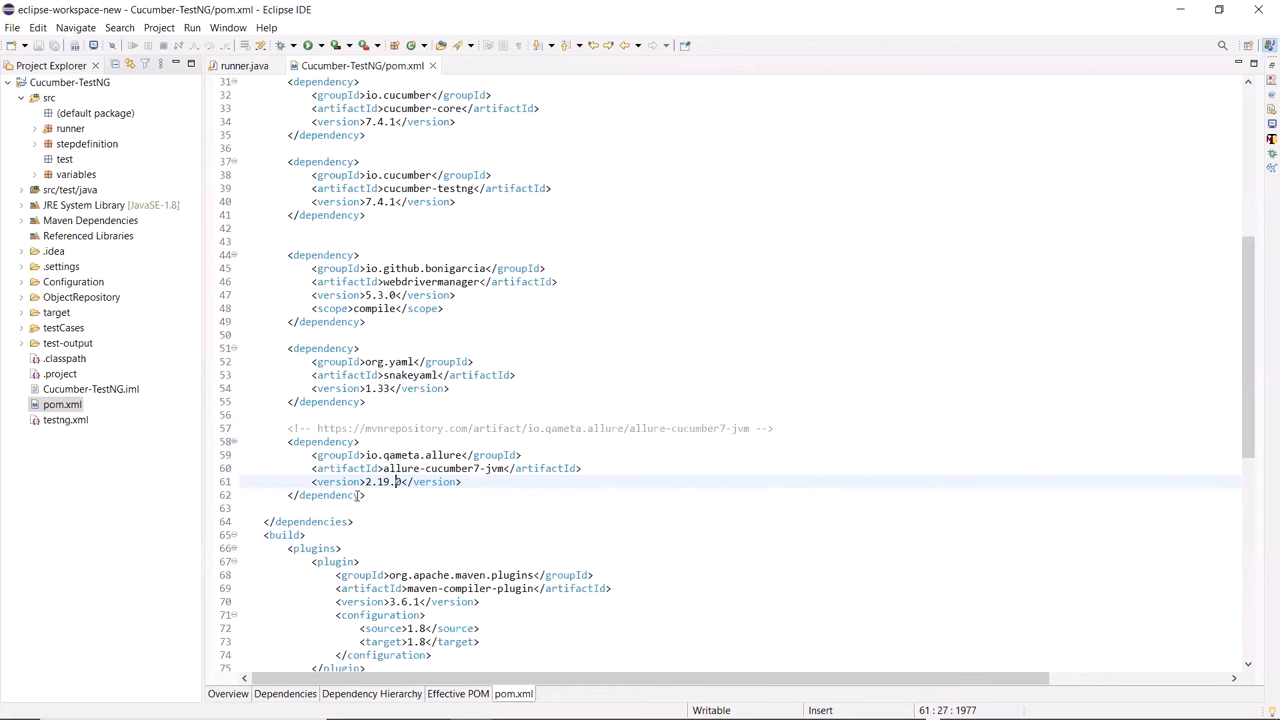 eclipse-workspace-new - Cucumber-TestNG/pom.xml - Eclipse IDE
File Edit Navigate Search Project Run Window Help
Project Explorer
runner.java
Cucumber-TestNG/pom.xml
Cucumber-TestNG
src
(default package)
runner
stepdefinition
test
variables
src/test/java
JRE System Library [JavaSE-1.8]
Maven Dependencies
Referenced Libraries
.idea
.settings
Configuration
ObjectRepository
target
testCases
test-output
.classpath
.project
Cucumber-TestNG.iml
pom.xml
testng.xml
31 <dependency>
32 <groupId>io.cucumber</groupId>
33 <artifactId>cucumber-core</artifactId>
34 <version>7.4.1</version>
35 </dependency>
36
37 <dependency>
38 <groupId>io.cucumber</groupId>
39 <artifactId>cucumber-testng</artifactId>
40 <version>7.4.1</version>
41 </dependency>
42
43
44 <dependency>
45 <groupId>io.github.bonigarcia</groupId>
46 <artifactId>webdrivermanager</artifactId>
47 <version>5.3.0</version>
48 <scope>compile</scope>
49 </dependency>
50
51 <dependency>
52 <groupId>org.yaml</groupId>
53 <artifactId>snakeyaml</artifactId>
54 <version>1.33</version>
55 </dependency>
56
57 <!-- https://mvnrepository.com/artifact/io.qameta.allure/allure-cucumber7-jvm -->
58 <dependency>
59 <groupId>io.qameta.allure</groupId>
60 <artifactId>allure-cucumber7-jvm</artifactId>
61 <version>2.19.0</version>
62 </dependency>
63
64 </dependencies>
65 <build>
66 <plugins>
67 <plugin>
68 <groupId>org.apache.maven.plugins</groupId>
69 <artifactId>maven-compiler-plugin</artifactId>
70 <version>3.6.1</version>
71 <configuration>
72 <source>1.8</source>
73 <target>1.8</target>
74 </configuration>
75 </plugin>
Overview Dependencies Dependency Hierarchy Effective POM pom.xml
Writable Insert 61 : 27 : 1977